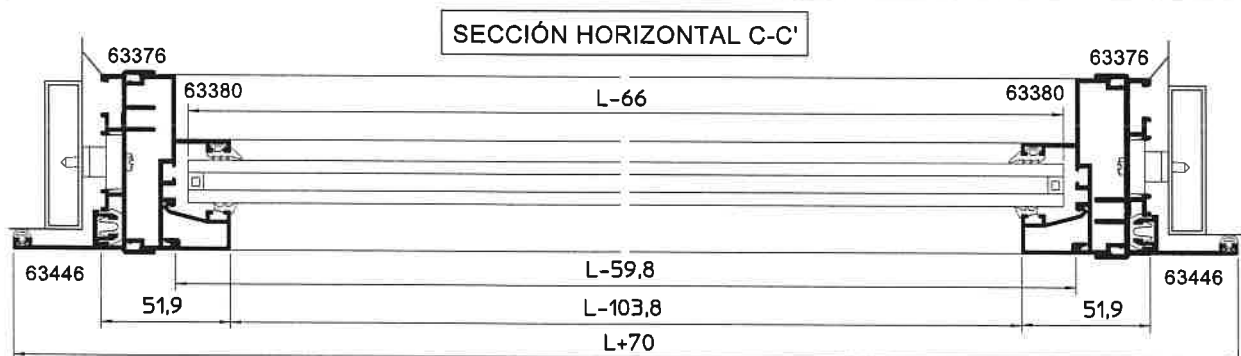 SECCIÓN HORIZONTAL C-C'
63376
63376
63380
L-66
63380
63446
L-59,8
63446
51,9
L-103,8
51,9
L+70